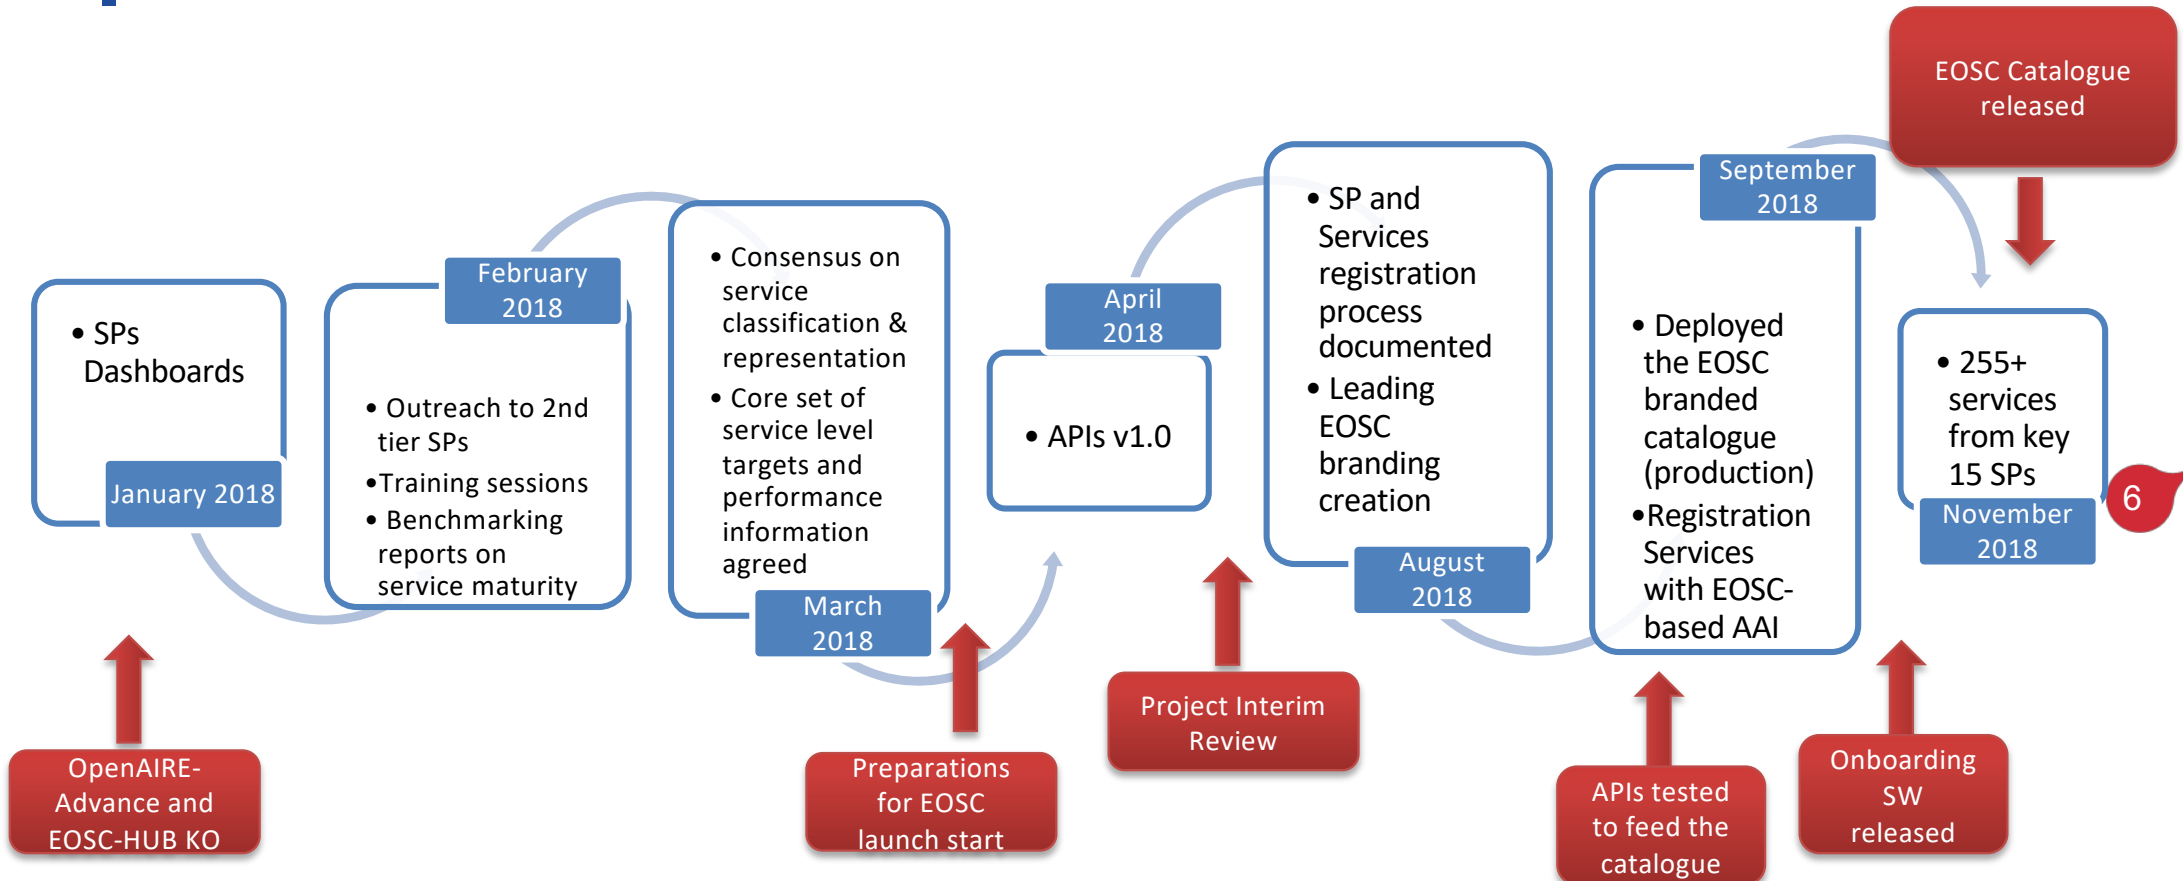 • SPs
Dashboards
January 2018
OpenAIRE-
Advance and
EOSC-HUB KO
February
2018
• Outreach to 2nd
tier SPs
•Training sessions
• Benchmarking
reports on
service maturity
• Consensus on
service
classification &
representation
• Core set of
service level
targets and
performance
information
agreed
March
2018
Preparations
for EOSC
launch start
April
2018
• APIs v1.0
Project Interim
Review
• SP and
Services
registration
process
documented
• Leading
EOSC
branding
creation
August
2018
September
2018
• Deployed
the EOSC
branded
catalogue
(production)
•Registration
Services
with EOSC-
based AAI
APIs tested
to feed the
catalogue
Onboarding
SW
released
EOSC Catalogue
released
• 255+
services
from key
15 SPs
November
2018
6